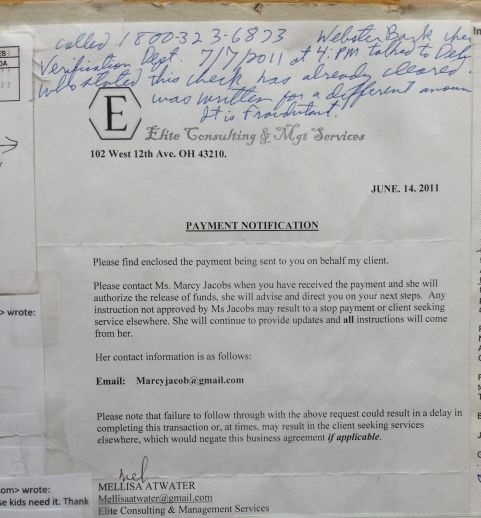 called 1800-323-6823 Webster Bank chec
Verification Dept. 7/7/2011 at 4:PM talked to Deb
who stated this check has already cleared.
was written for a different amoun
It is fraudulant.
E
Elite Consulting & Mgt Services
102 West 12th Ave. OH 43210.
JUNE. 14. 2011
PAYMENT NOTIFICATION
Please find enclosed the payment being sent to you on behalf my client.
Please contact Ms. Marcy Jacobs when you have received the payment and she will
authorize the release of funds, she will advise and direct you on your next steps. Any
instruction not approved by Ms Jacobs may result to a stop payment or client seeking
service elsewhere. She will continue to provide updates and all instructions will come
from her.
Her contact information is as follows:
Email: Marcyjacob@gmail.com
Please note that failure to follow through with the above request could result in a delay in
completing this transaction or, at times, may result in the client seeking services
elsewhere, which would negate this business agreement if applicable.
mel
MELLISA ATWATER
Mellisaatwater@gmail.com
Elite Consulting & Management Services
> wrote:
om> wrote:
se kids need it. Thank